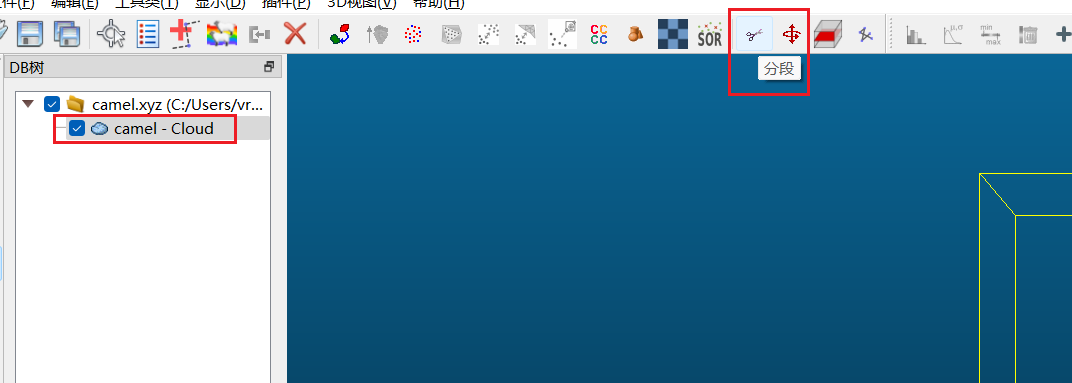 件(F) 编辑(E) 工具类(T) 显示(D) 插件(P) 3D视图(V) 帮助(H)
CC
CC
SOR
μ,σ
min
max
分段
DB树
camel.xyz (C:/Users/vr...
camel - Cloud